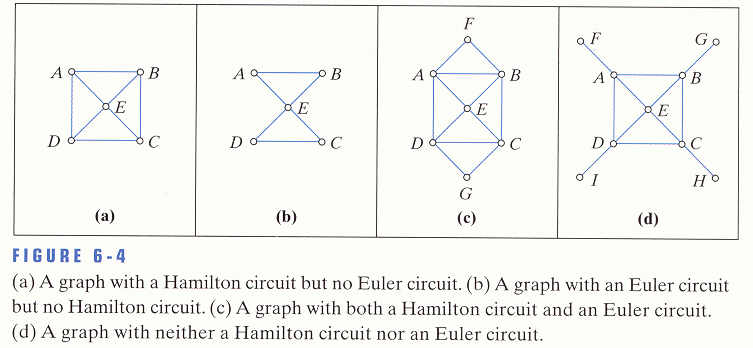 F
F G
A B A B A B A B
E E E E
D C D C D C D C
G I H
(a) (b) (c) (d)
FIGURE 6-4
(a) A graph with a Hamilton circuit but no Euler circuit. (b) A graph with an Euler circuit
but no Hamilton circuit. (c) A graph with both a Hamilton circuit and an Euler circuit.
(d) A graph with neither a Hamilton circuit nor an Euler circuit.